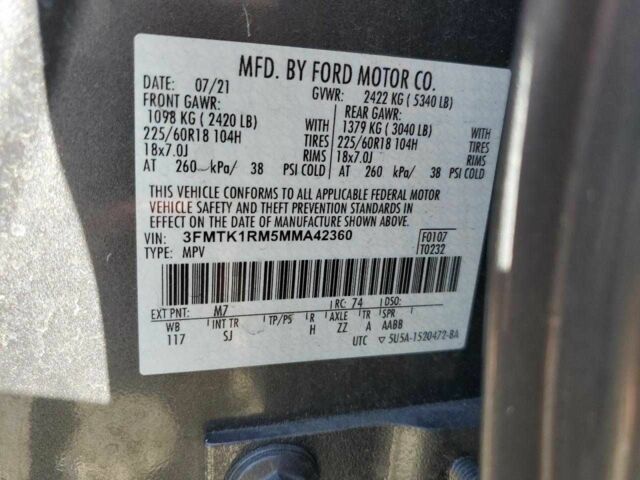 MFD. BY FORD MOTOR CO.
DATE: 07/21 GVWR: 2422 KG ( 5340 LB)
FRONT GAWR: REAR GAWR:
1098 KG ( 2420 LB) WITH 1379 KG ( 3040 LB) WITH
225/60R18 104H TIRES 225/60R18 104H TIRES
18x7.0J RIMS 18x7.0J RIMS
AT 260 kPa/ 38 PSI COLD AT 260 kPa/ 38 PSI COLD
THIS VEHICLE CONFORMS TO ALL APPLICABLE FEDERAL MOTOR
VEHICLE SAFETY AND THEFT PREVENTION STANDARDS IN
EFFECT ON THE DATE OF MANUFACTURE SHOWN ABOVE.
VIN: 3FMTK1RM5MMA42360 F0107
TYPE: MPV T0232
EXT PNT: M7 RC: 74 DSO:
WB INT TR TP/PS R AXLE TR SPR
117 SJ H ZZ A AABB
UTC ▽ 5U5A-1520472-BA